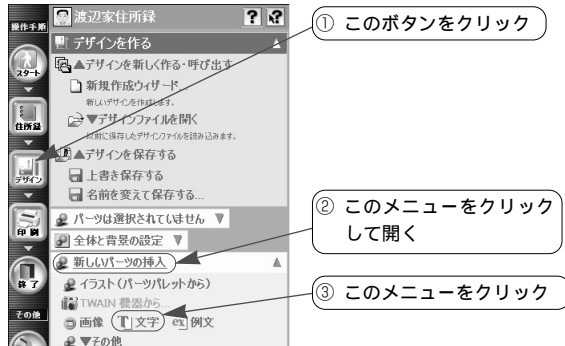 操作手順
スタート
住所録
デザイン
印刷
終了
その他
渡辺家住所録
デザインを作る
▲デザインを新しく作る・呼び出す
新規作成ウィザード...
新しいデザインを作成します。
▼デザインファイルを開く
以前に保存したデザインファイルを読み込みます。
▲デザインを保存する
上書き保存する
名前を変えて保存する...
パーツは選択されていません ▼
全体と背景の設定 ▼
新しいパーツの挿入 ▲
イラスト(パーツパレットから)
TWAIN 機器から...
画像 T 文字 ex 例文
▼その他
① このボタンをクリック
② このメニューをクリック
して開く
③ このメニューをクリック